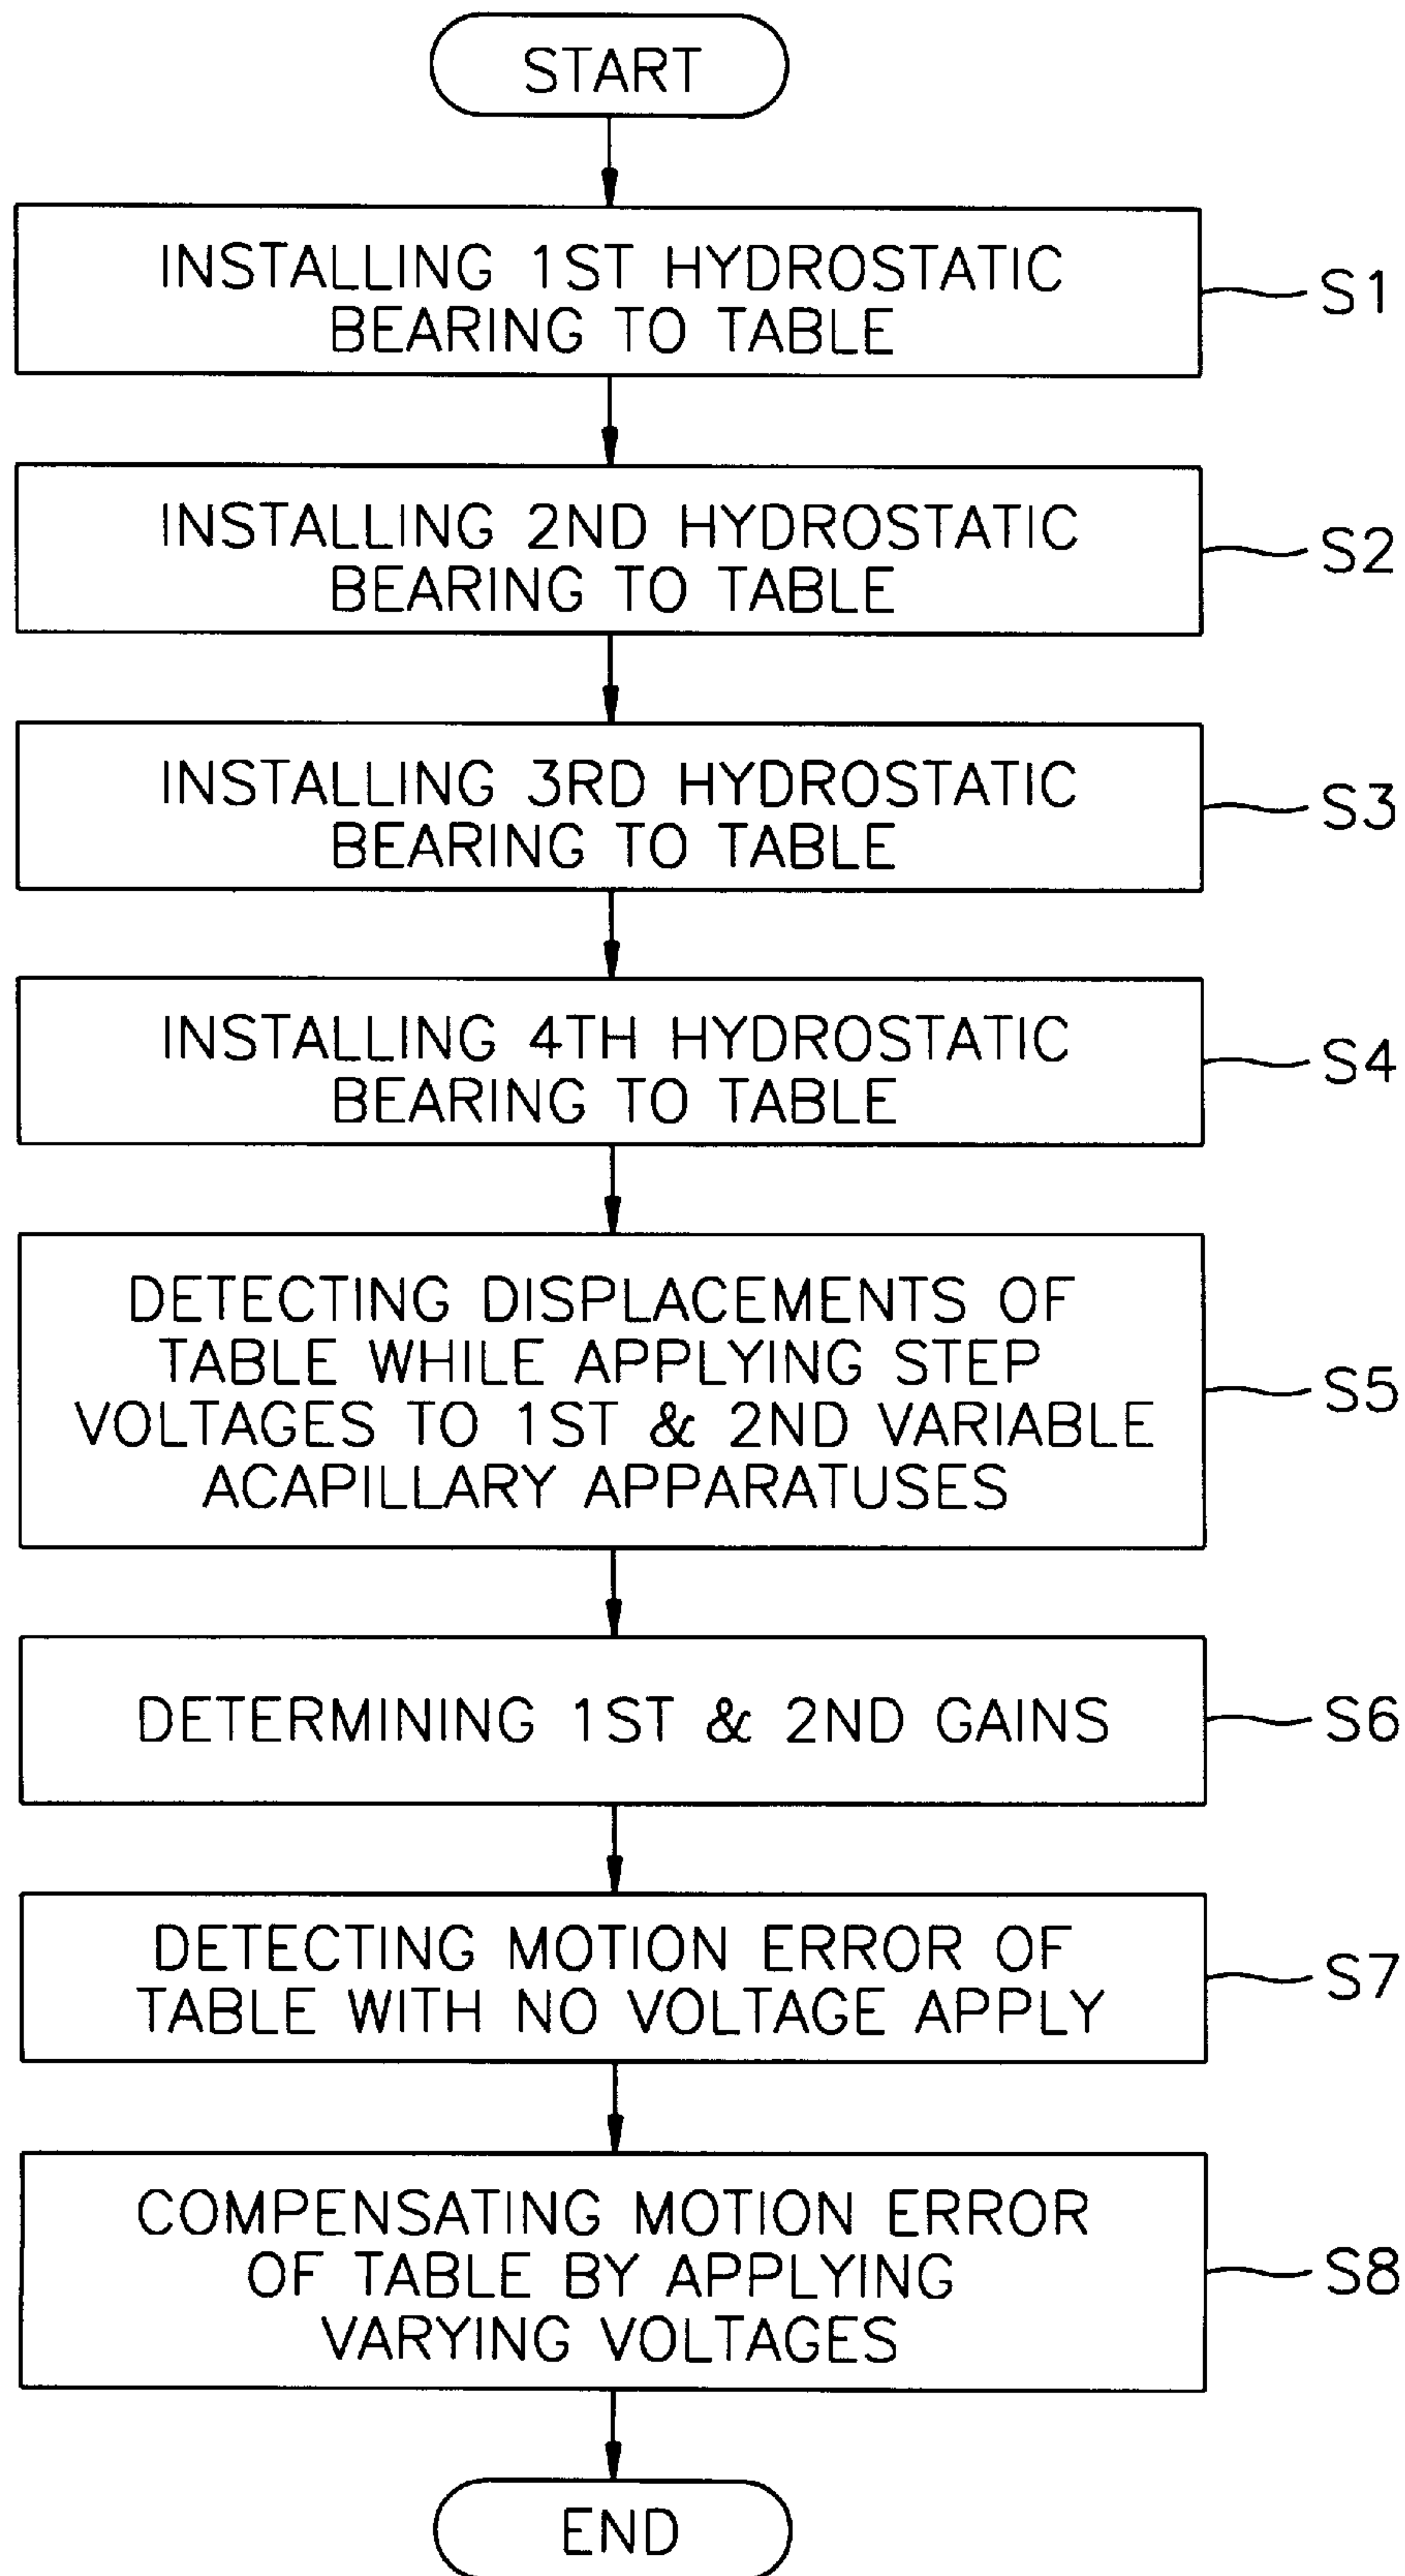 START
INSTALLING 1ST HYDROSTATIC
BEARING TO TABLE
S1
INSTALLING 2ND HYDROSTATIC
BEARING TO TABLE
S2
INSTALLING 3RD HYDROSTATIC
BEARING TO TABLE
S3
INSTALLING 4TH HYDROSTATIC
BEARING TO TABLE
S4
DETECTING DISPLACEMENTS OF
TABLE WHILE APPLYING STEP
VOLTAGES TO 1ST & 2ND VARIABLE
ACAPILLARY APPARATUSES
S5
DETERMINING 1ST & 2ND GAINS
S6
DETECTING MOTION ERROR OF
TABLE WITH NO VOLTAGE APPLY
S7
COMPENSATING MOTION ERROR
OF TABLE BY APPLYING
VARYING VOLTAGES
S8
END